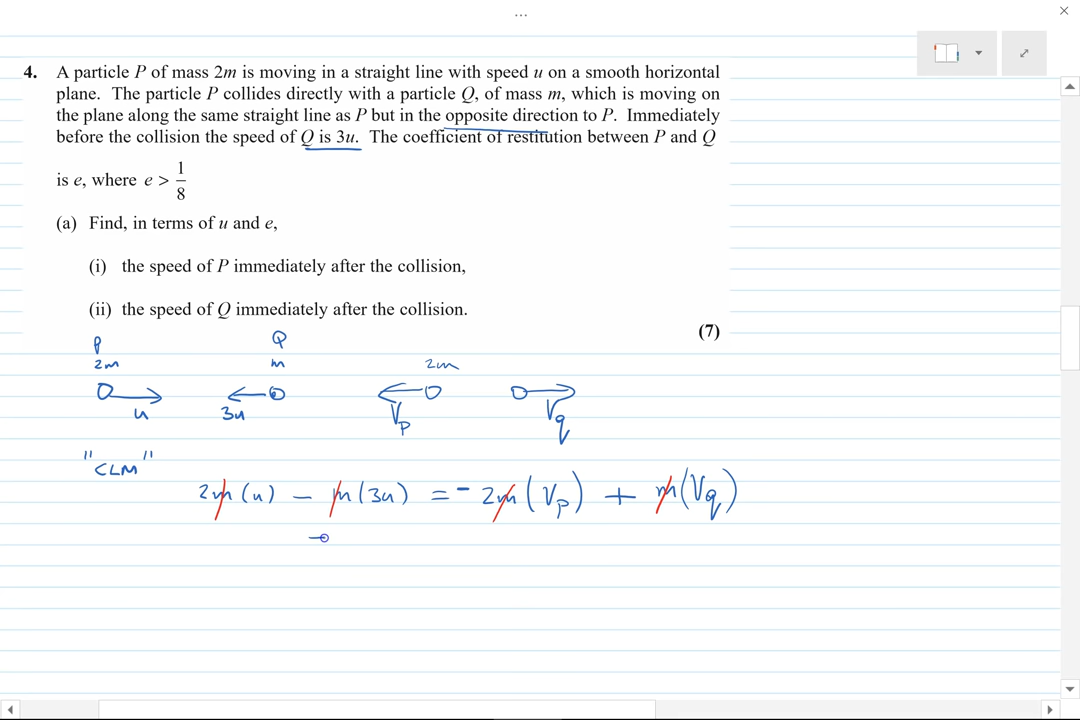 4. A particle P of mass 2m is moving in a straight line with speed u on a smooth horizontal
plane. The particle P collides directly with a particle Q, of mass m, which is moving on
the plane along the same straight line as P but in the opposite direction to P. Immediately
before the collision the speed of Q is 3u. The coefficient of restitution between P and Q
is e, where e > 1/8
(a) Find, in terms of u and e,
(i) the speed of P immediately after the collision,
(ii) the speed of Q immediately after the collision.
(7)
P Q
2m m 2m
u 3u Vp Vq
"CLM"
2m(u) - m(3u) = -2m(Vp) + m(Vq)